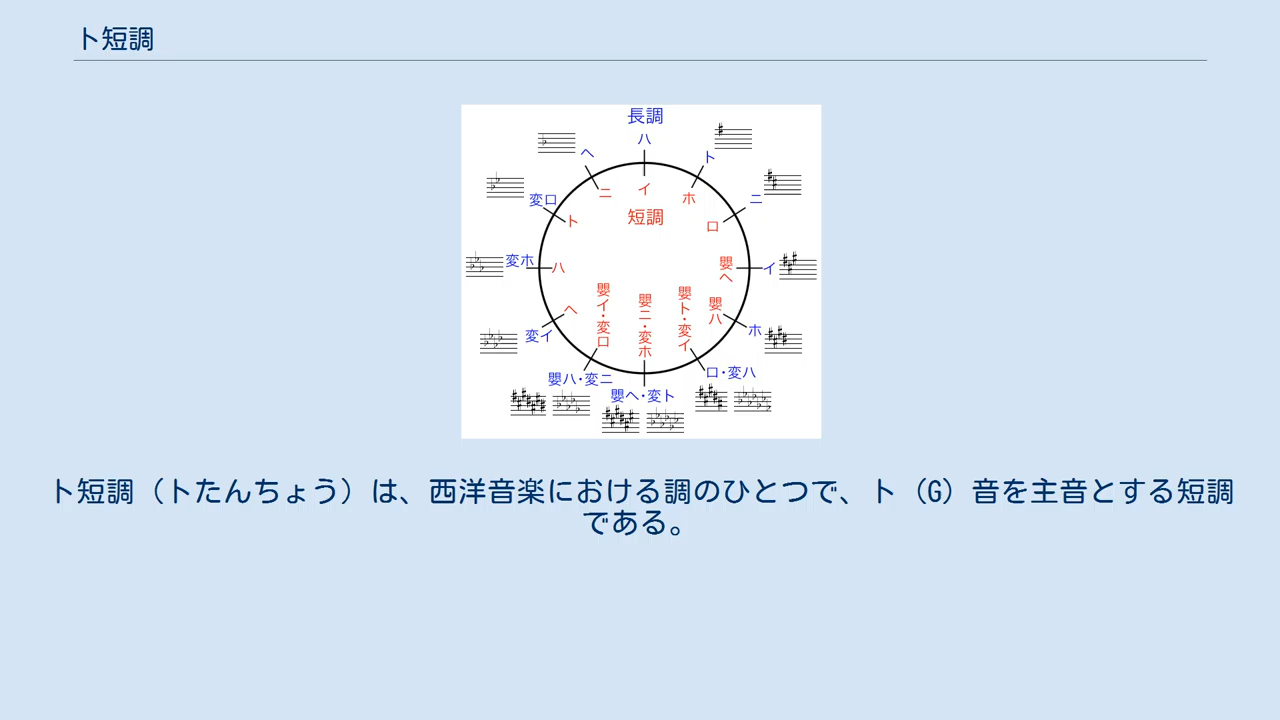 ト短調
長調
ハ
ト
ヘ
ニ
イ
ホ
変ロ
ニ
短調
ト
ロ
変ホ
ハ
嬰ヘ
イ
ヘ
嬰イ・変ロ
嬰ニ・変ホ
嬰ト・変イ
嬰ハ
変イ
ホ
嬰ハ・変ニ
嬰ヘ・変ト
ロ・変ハ
ト短調（トたんちょう）は、西洋音楽における調のひとつで、ト（G）音を主音とする短調
である。